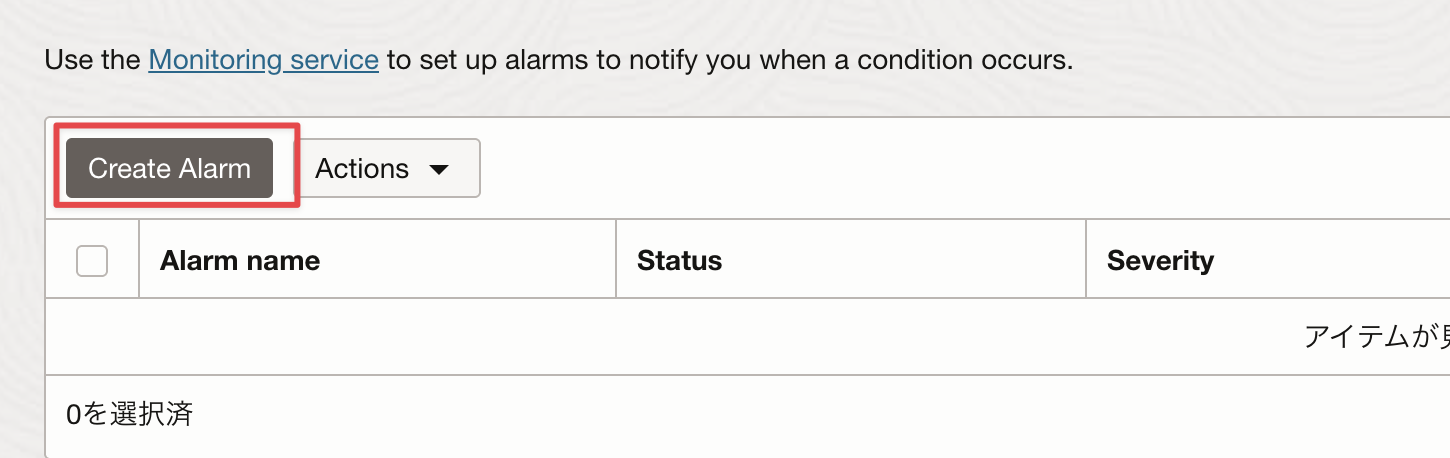 Use the Monitoring service to set up alarms to notify you when a condition occurs.
Create Alarm Actions
Alarm name Status Severity
アイテムが
0を選択済